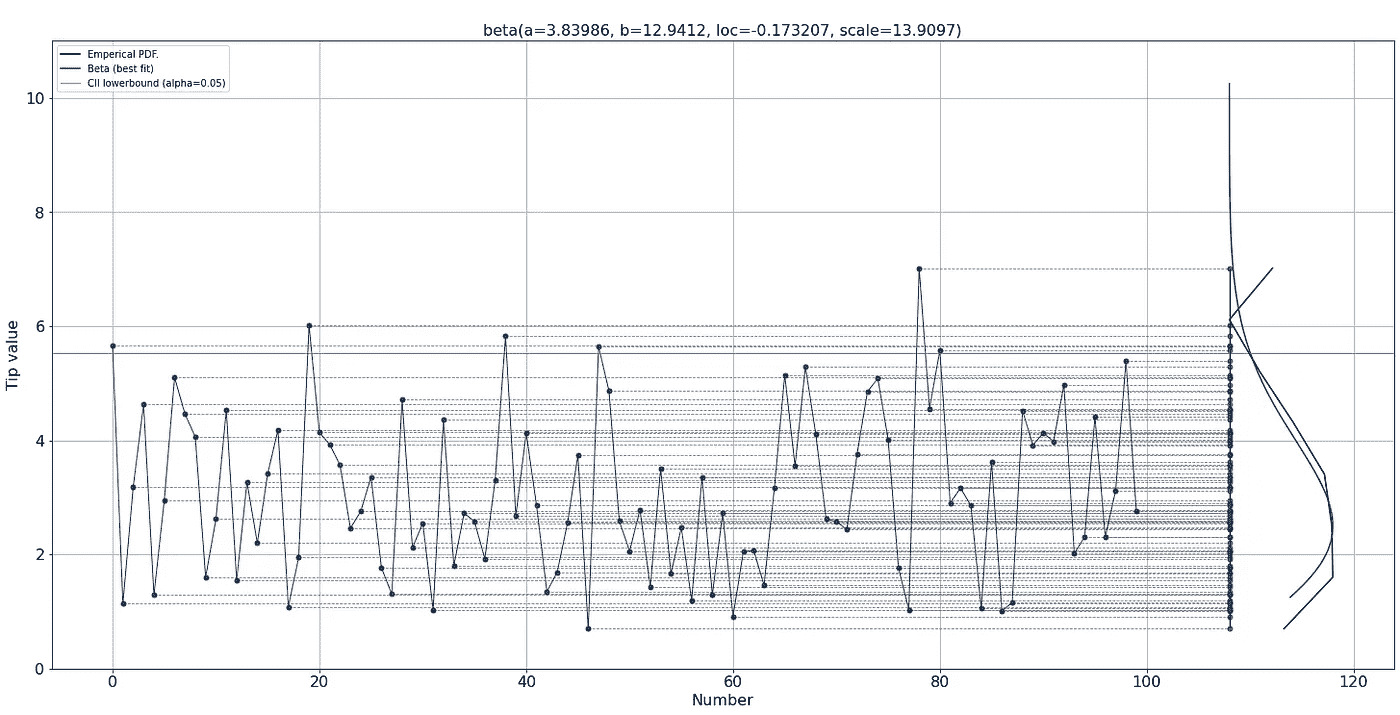 beta(a=3.83986, b=12.9412, loc=-0.173207, scale=13.9097)
Emperical PDF.
Beta (best fit)
CII lowerbound (alpha=0.05)
10
8
6
4
2
0
Tip value
0 20 40 60 80 100 120
Number